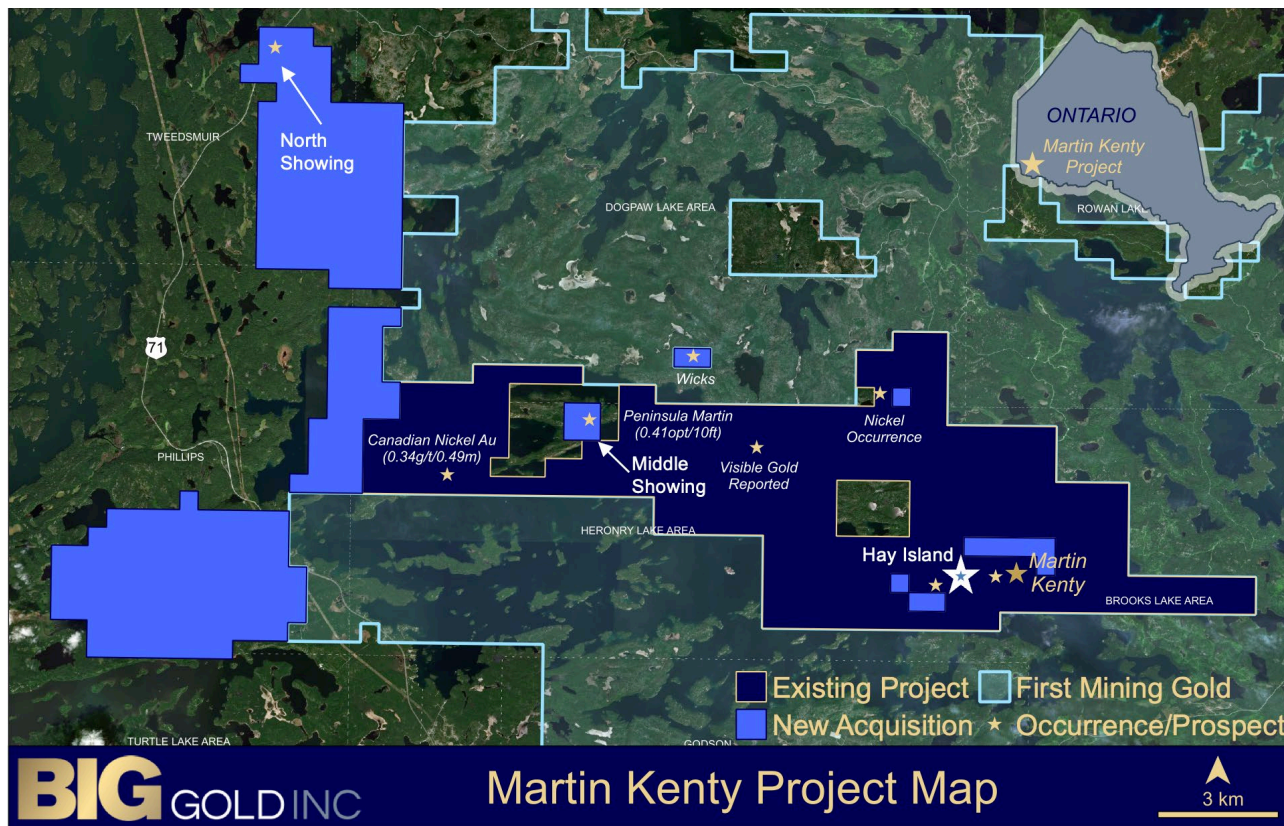 TWEEDSMUIR
North
Showing
ONTARIO
Martin Kenty
Project
DOGPAW LAKE AREA
ROWAN LAKE
71
Wicks
Peninsula Martin
(0.41opt/10ft)
Nickel
Occurrence
Canadian Nickel Au
(0.34g/t/0.49m)
PHILLIPS
Middle
Showing
Visible Gold
Reported
HERONRY LAKE AREA
Hay Island
Martin
Kenty
BROOKS LAKE AREA
Existing Project
First Mining Gold
New Acquisition
Occurrence/Prospect
TURTLE LAKE AREA
GODSON
BIG GOLD INC
Martin Kenty Project Map
3 km